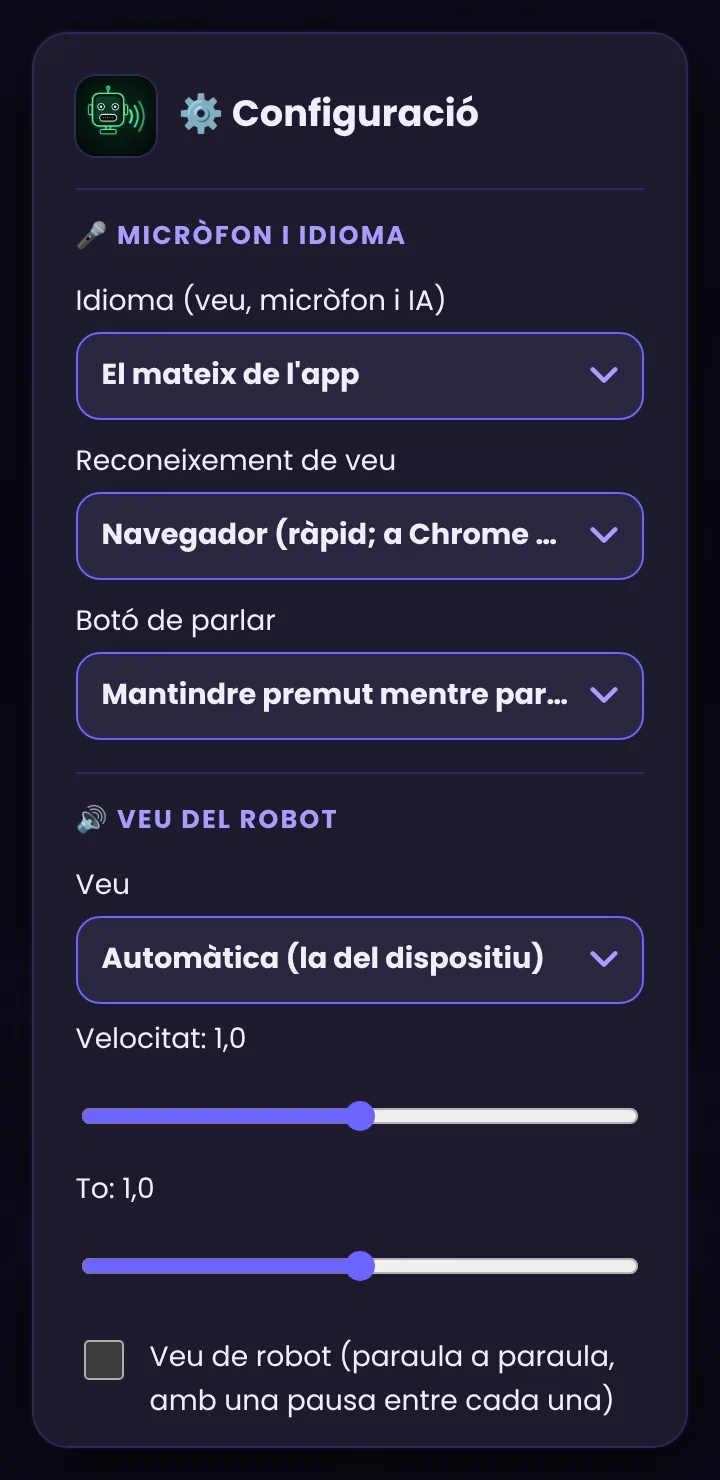 ⚙️ Configuració
🎤 MICRÒFON I IDIOMA
Idioma (veu, micròfon i IA)
El mateix de l'app
Reconeixement de veu
Navegador (ràpid; a Chrome ...
Botó de parlar
Mantindre premut mentre par...
🔊 VEU DEL ROBOT
Veu
Automàtica (la del dispositiu)
Velocitat: 1,0
To: 1,0
Veu de robot (paraula a paraula,
amb una pausa entre cada una)